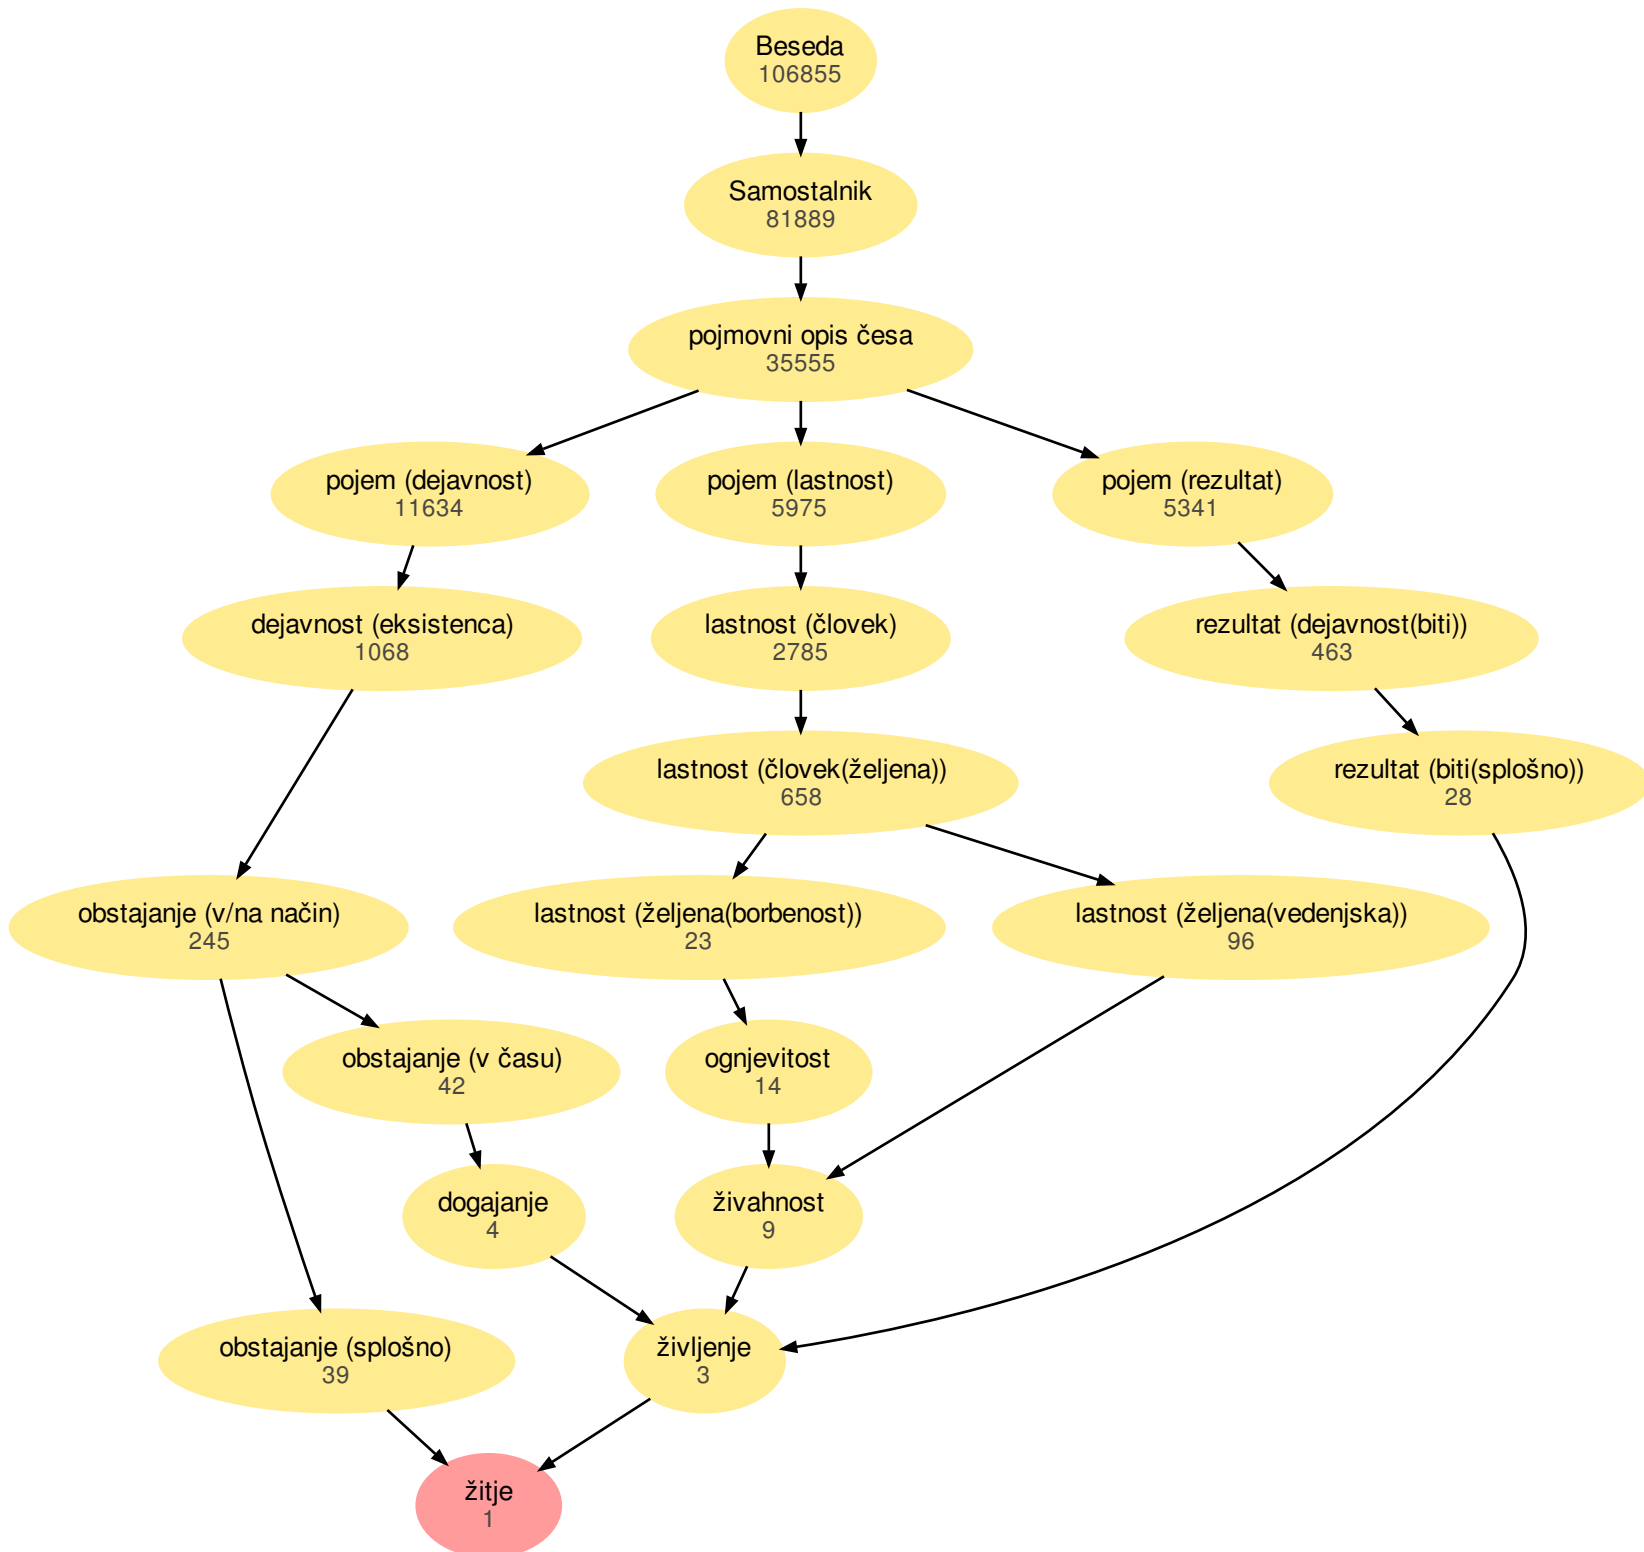 Beseda
106855
Samostalnik
81889
pojmovni opis česa
35555
pojem (dejavnost)
11634
pojem (lastnost)
5975
pojem (rezultat)
5341
dejavnost (eksistenca)
1068
lastnost (človek)
2785
rezultat (dejavnost(biti))
463
lastnost (človek(željena))
658
rezultat (biti(splošno))
28
obstajanje (v/na način)
245
lastnost (željena(borbenost))
23
lastnost (željena(vedenjska))
96
obstajanje (v času)
42
ognjevitost
14
dogajanje
4
živahnost
9
obstajanje (splošno)
39
življenje
3
žitje
1